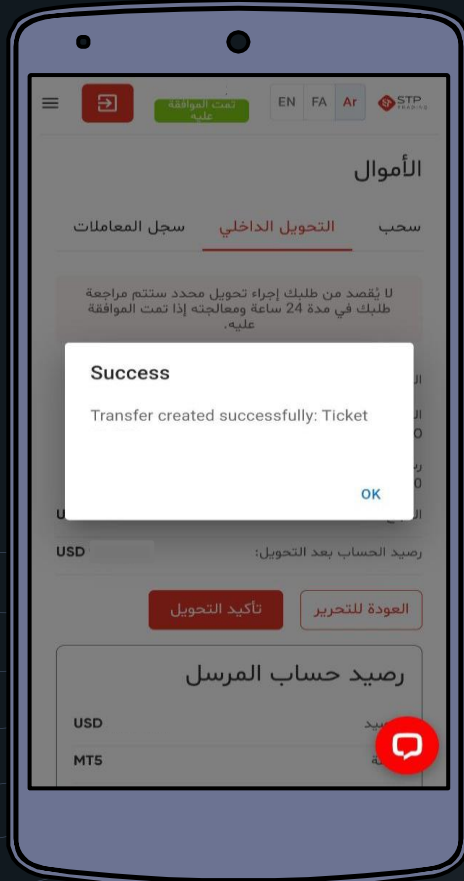 تمت الموافقة
عليه
EN FA Ar STP
TRADING
الأموال
سحب التحويل الداخلي سجل المعاملات
لا يُقصد من طلبك إجراء تحويل محدد ستتم مراجعة
طلبك في مدة 24 ساعة ومعالجته إذا تمت الموافقة
عليه.
Success
Transfer created successfully: Ticket
OK
رصيد الحساب بعد التحويل: USD
العودة للتحرير تأكيد التحويل
رصيد حساب المرسل
USD
MT5